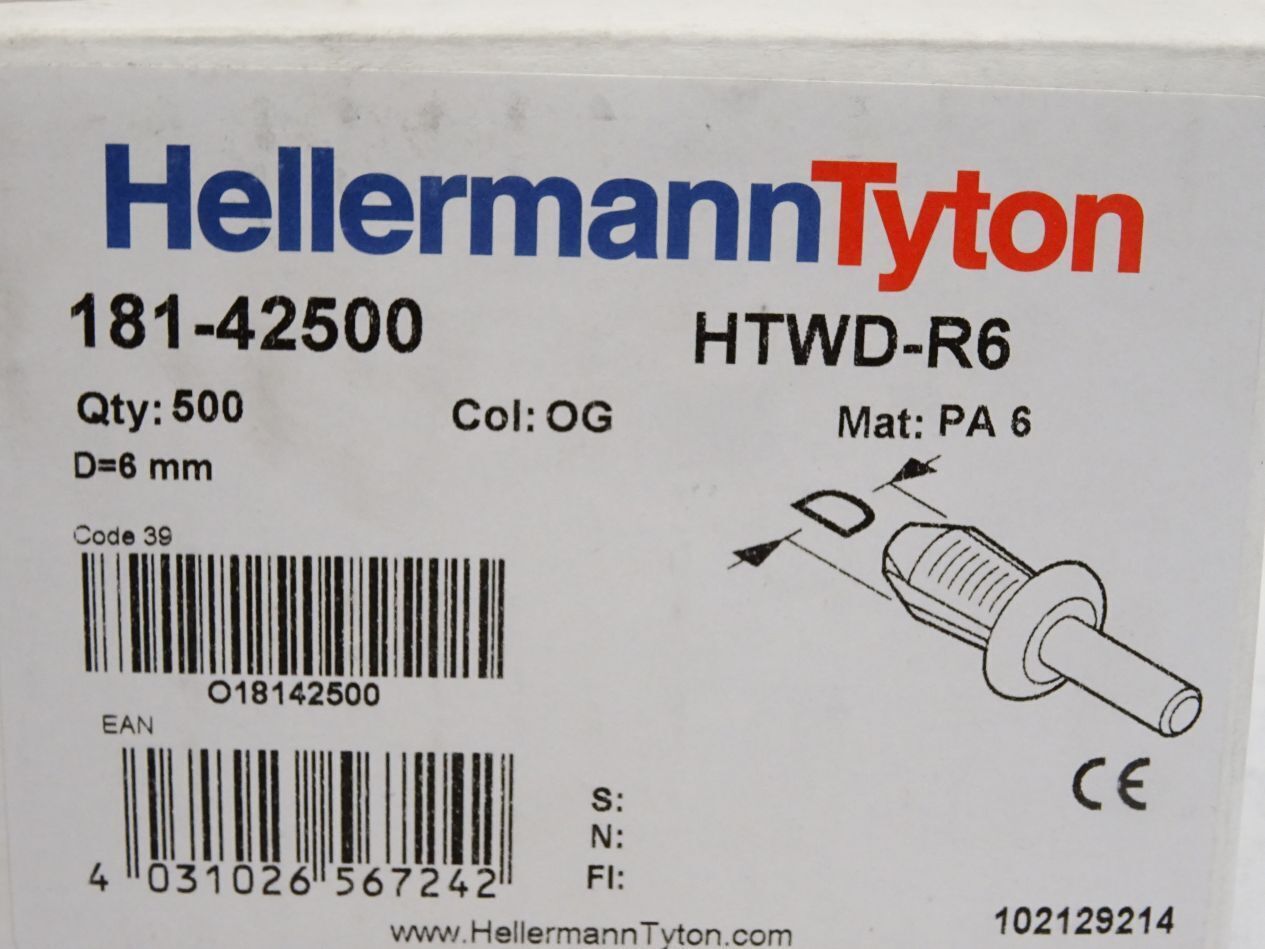 HellermannTyton
181-42500 HTWD-R6
Qty: 500 Col: OG Mat: PA 6
D=6 mm
Code 39
O18142500
EAN
4 031026 567242
S:
N:
FI:
CE
www.HellermannTyton.com
102129214